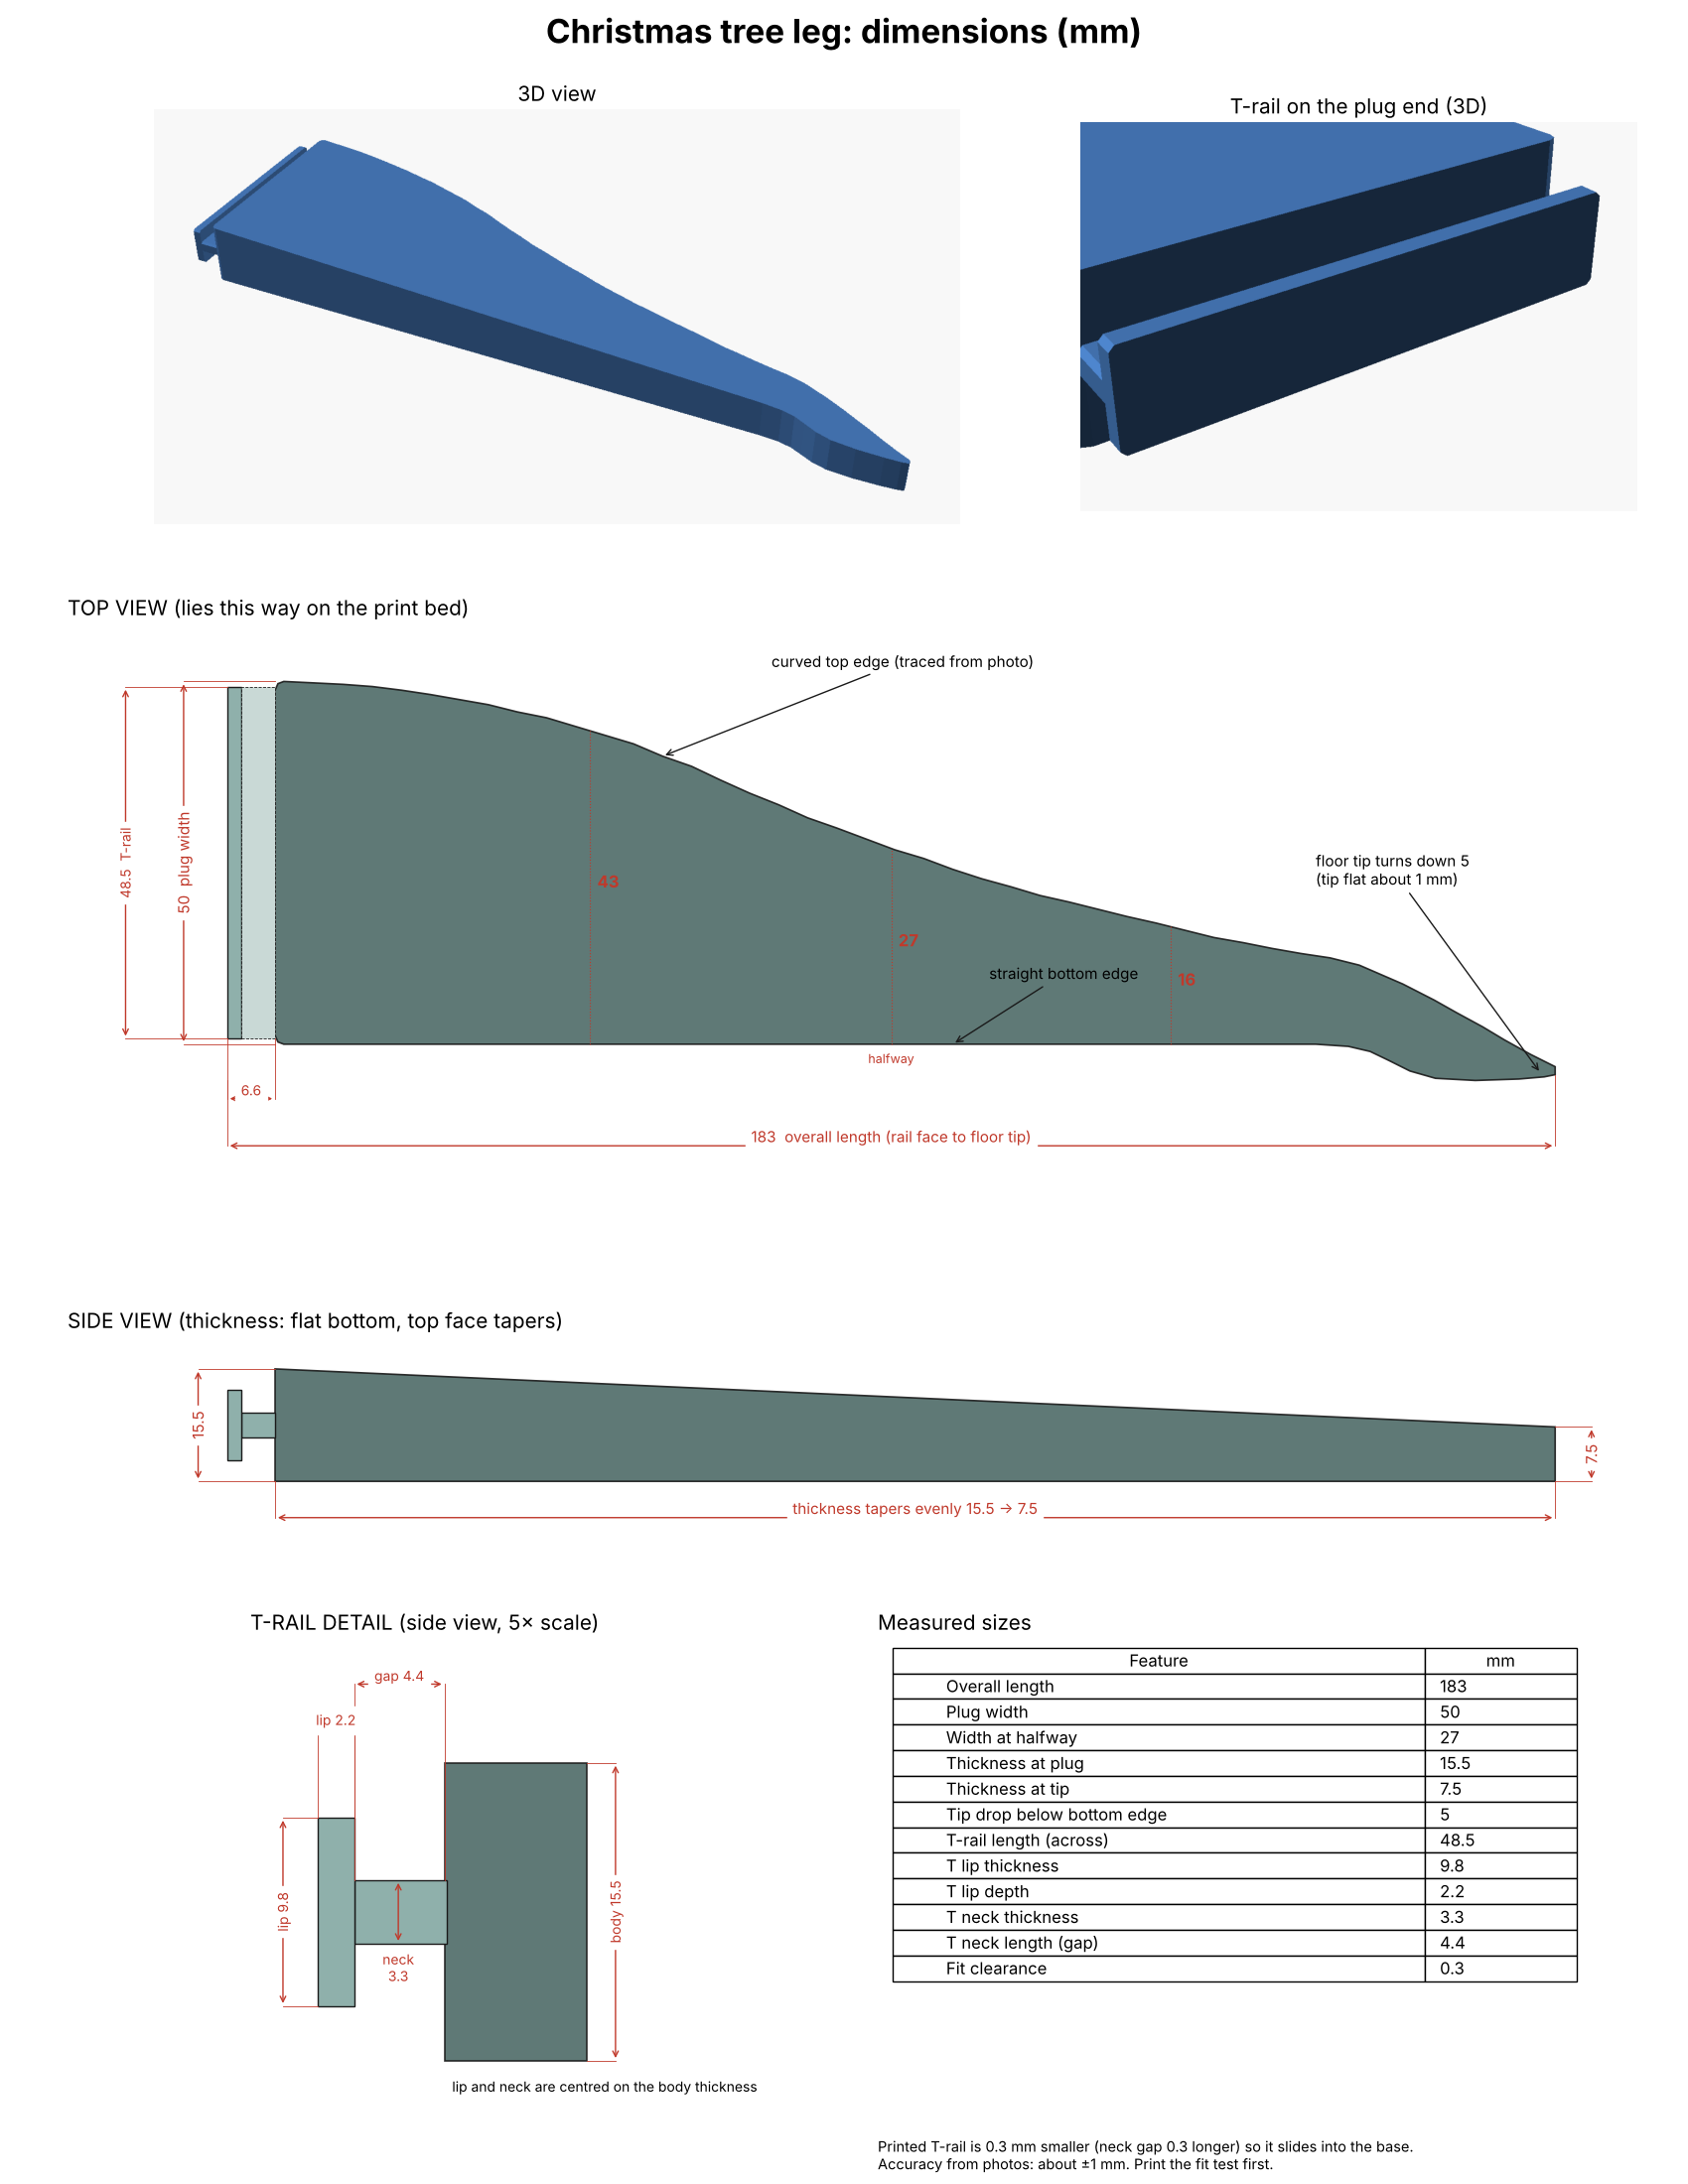 Christmas tree leg: dimensions (mm)
3D view
T-rail on the plug end (3D)
TOP VIEW (lies this way on the print bed)
curved top edge (traced from photo)
48.5 T-rail
50 plug width
43
27
16
floor tip turns down 5
(tip flat about 1 mm)
straight bottom edge
halfway
6.6
183 overall length (rail face to floor tip)
SIDE VIEW (thickness: flat bottom, top face tapers)
15.5
7.5
thickness tapers evenly 15.5 → 7.5
T-RAIL DETAIL (side view, 5× scale)
gap 4.4
lip 2.2
lip 9.8
neck
3.3
body 15.5
lip and neck are centred on the body thickness
Measured sizes
Feature mm
Overall length 183
Plug width 50
Width at halfway 27
Thickness at plug 15.5
Thickness at tip 7.5
Tip drop below bottom edge 5
T-rail length (across) 48.5
T lip thickness 9.8
T lip depth 2.2
T neck thickness 3.3
T neck length (gap) 4.4
Fit clearance 0.3
Printed T-rail is 0.3 mm smaller (neck gap 0.3 longer) so it slides into the base.
Accuracy from photos: about ±1 mm. Print the fit test first.